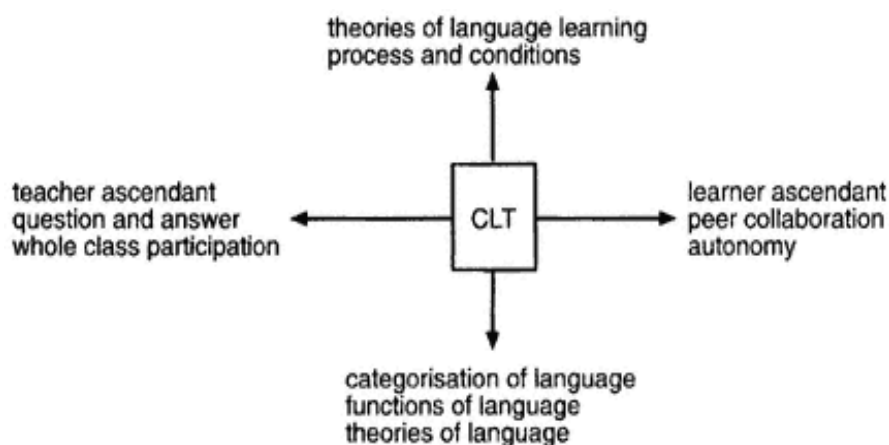 theories of language learning
process and conditions
teacher ascendant
question and answer
whole class participation
CLT
learner ascendant
peer collaboration
autonomy
categorisation of language
functions of language
theories of language